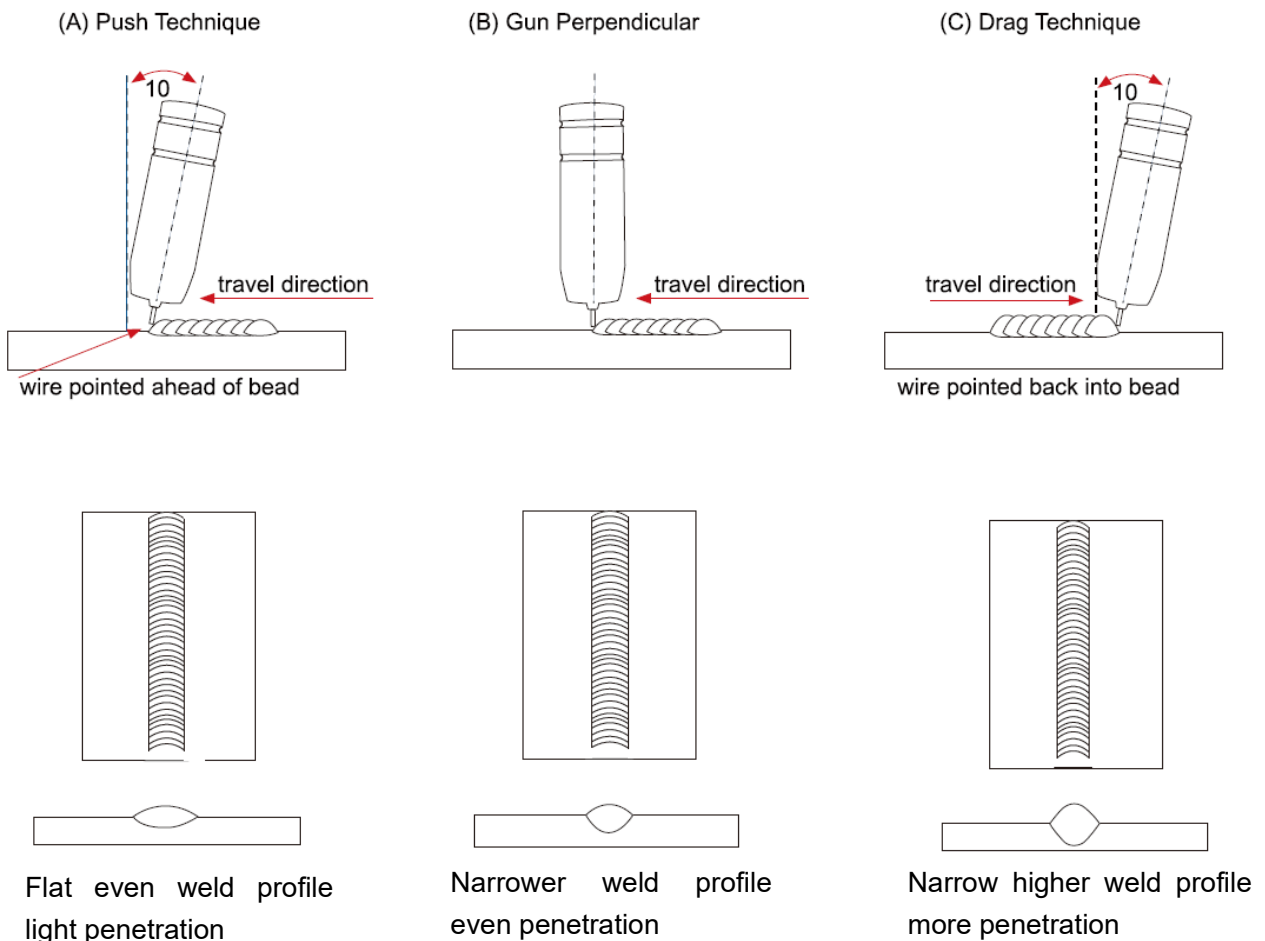 (A) Push Technique
(B) Gun Perpendicular
(C) Drag Technique
10
10
travel direction
travel direction
travel direction
wire pointed ahead of bead
wire pointed back into bead
Flat even weld profile
light penetration
Narrower weld profile
even penetration
Narrow higher weld profile
more penetration